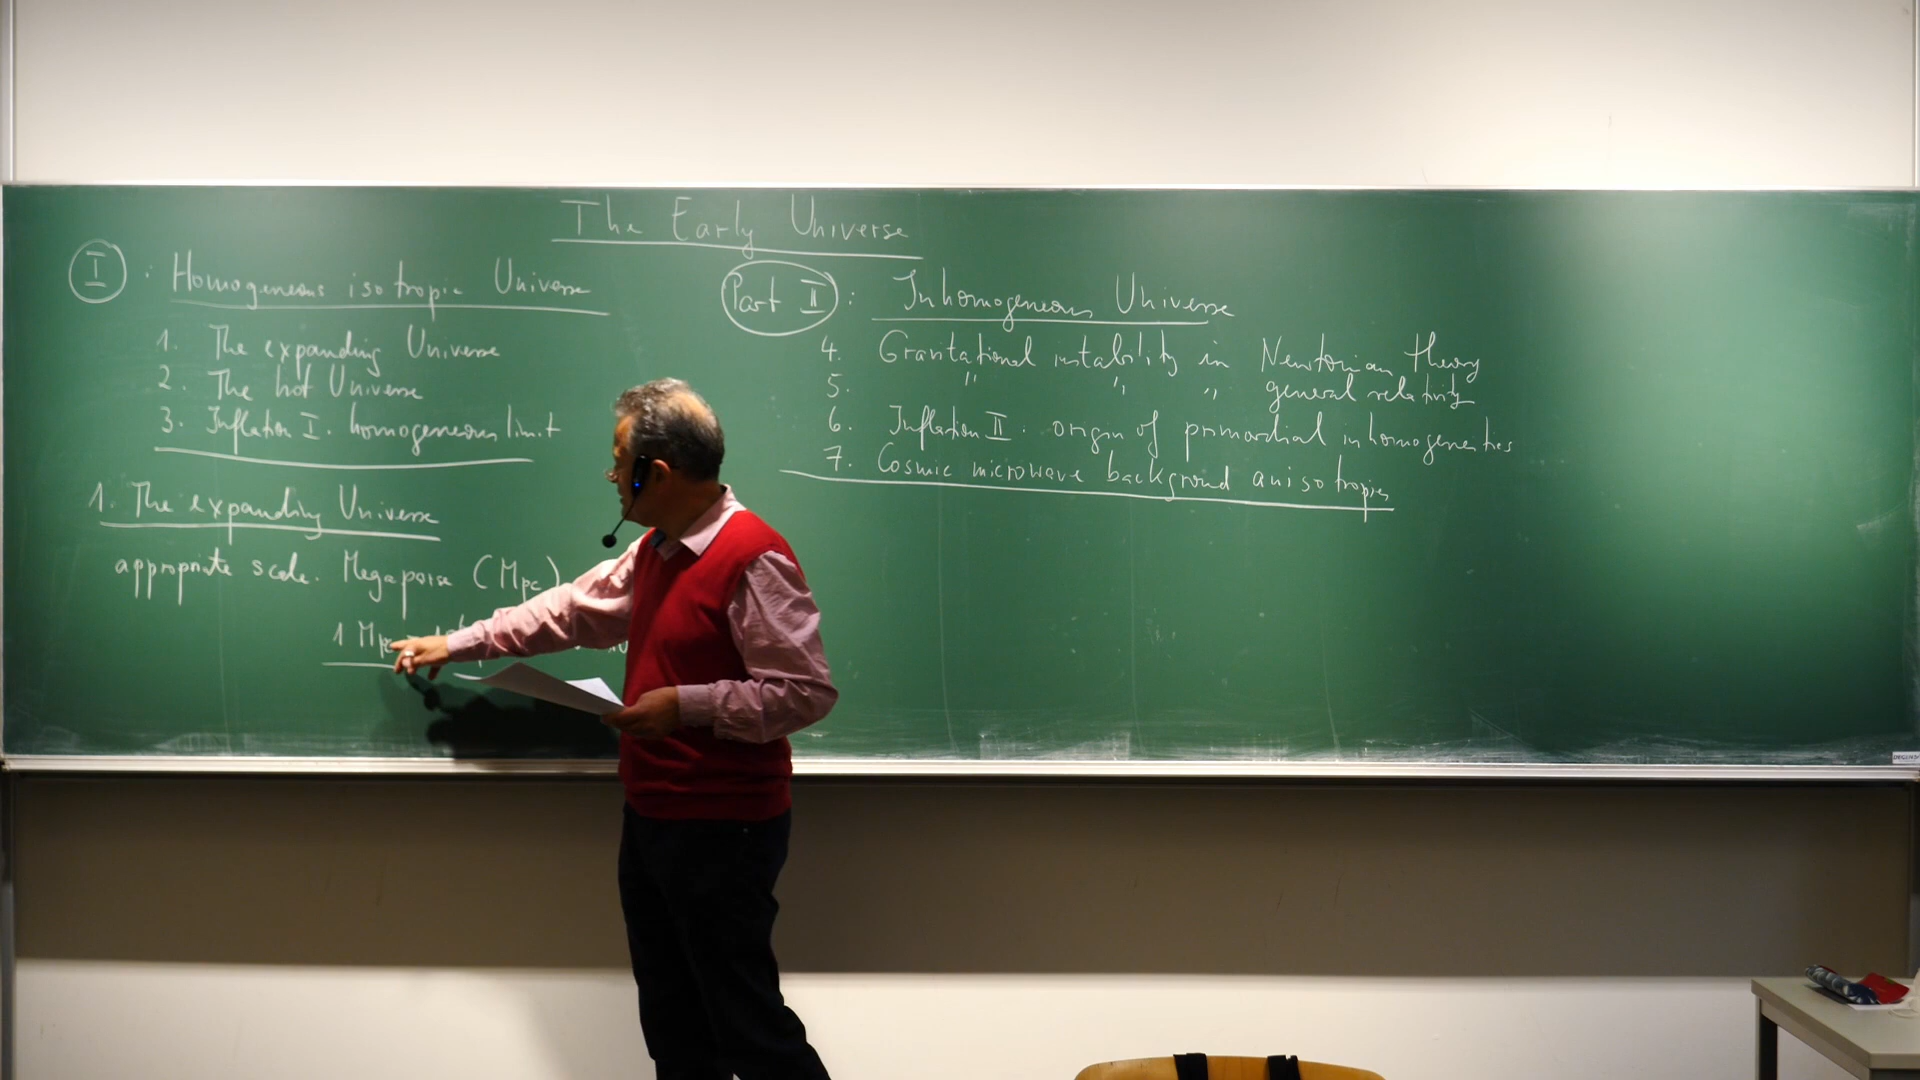 The Early Universe
I : Homogeneous isotropic Universe
1. The expanding Universe
2. The hot Universe
3. Inflation I. homogeneous limit
1. The expanding Universe
appropriate scale. Megaparse (Mpc)
1 Mpc
Part II : Inhomogeneous Universe
4. Gravitational instability in Newtonian theory
5. " " " general relativity
6. Inflation II : origin of primordial inhomogeneities
7. Cosmic microwave background anisotropies